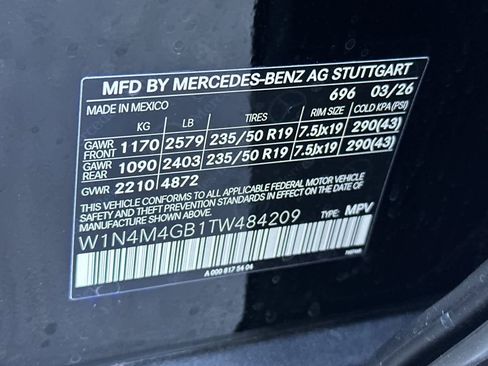 MFD BY MERCEDES-BENZ AG STUTTGART
MADE IN MEXICO 696 03/26
KG LB TIRES RIM SIZE COLD KPA(PSI)
GAWR FRONT 1170 2579 235/50 R19 7.5Jx19 290(43)
GAWR REAR 1090 2403 235/50 R19 7.5Jx19 290(43)
GVWR 2210 4872
THIS VEHICLE CONFORMS TO ALL APPLICABLE FEDERAL MOTOR VEHICLE
SAFETY AND THEFT PREVENTION STANDARDS IN EFFECT ON THE DATE OF
MANUFACTURE SHOWN ABOVE.
W1N4M4GB1TW484209 TYPE: MPV
A 000 817 54 04